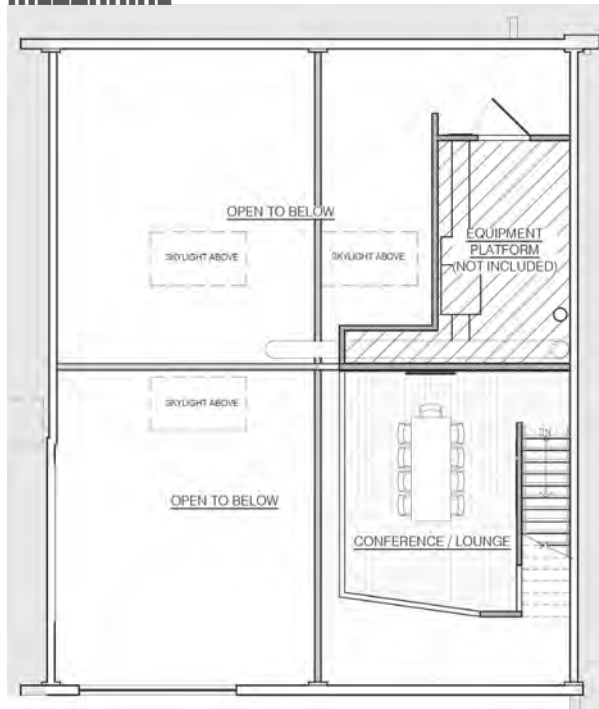 OPEN TO BELOW
SKYLIGHT ABOVE
SKYLIGHT ABOVE
EQUIPMENT
PLATFORM
(NOT INCLUDED)
SKYLIGHT ABOVE
OPEN TO BELOW
DN
CONFERENCE / LOUNGE